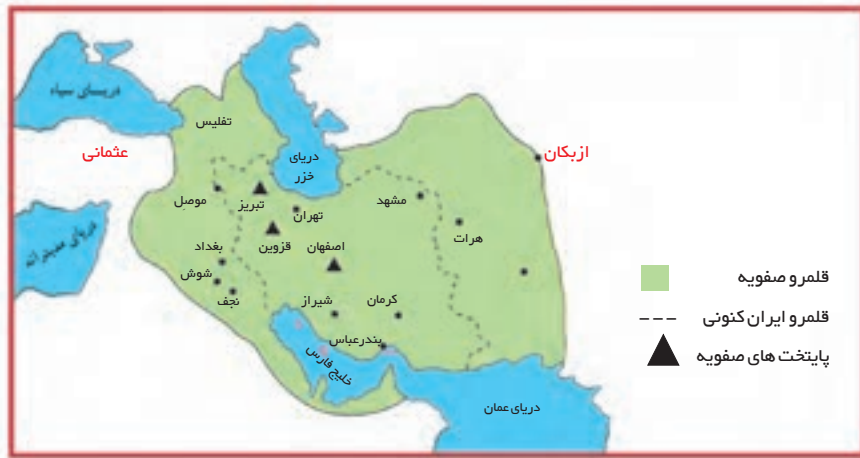 دریای سیاه
تفلیس
عثمانی
دریای
خزر
ازبکان
موصل
تبریز
تهران
مشهد
دریای مدیترانه
قزوین
هرات
بغداد
اصفهان
شوش
نجف
شیراز
کرمان
بندرعباس
خلیج فارس
دریای عمان
قلمرو صفویه
قلمرو ایران کنونی
پایتخت های صفویه